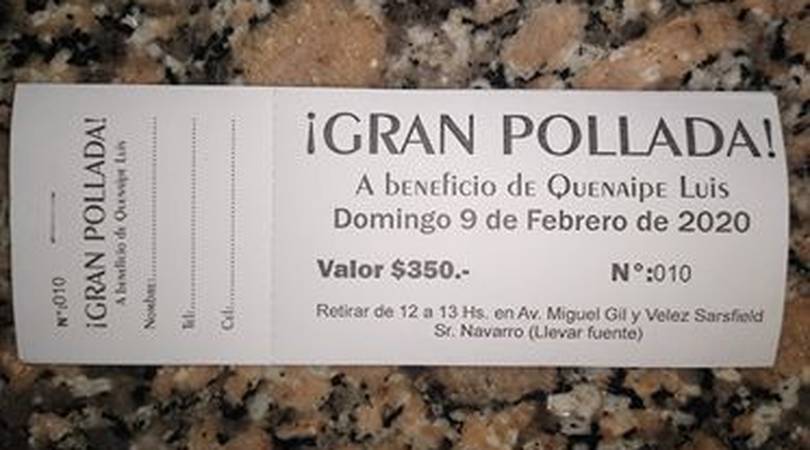 N°:010
¡GRAN POLLADA!
A beneficio de Quenaipe Luis
Nombre:
Tel:
Cel:
¡GRAN POLLADA!
A beneficio de Quenaipe Luis
Domingo 9 de Febrero de 2020
Valor $350.-
N°:010
Retirar de 12 a 13 Hs. en Av. Miguel Gil y Velez Sarsfield
Sr. Navarro (Llevar fuente)